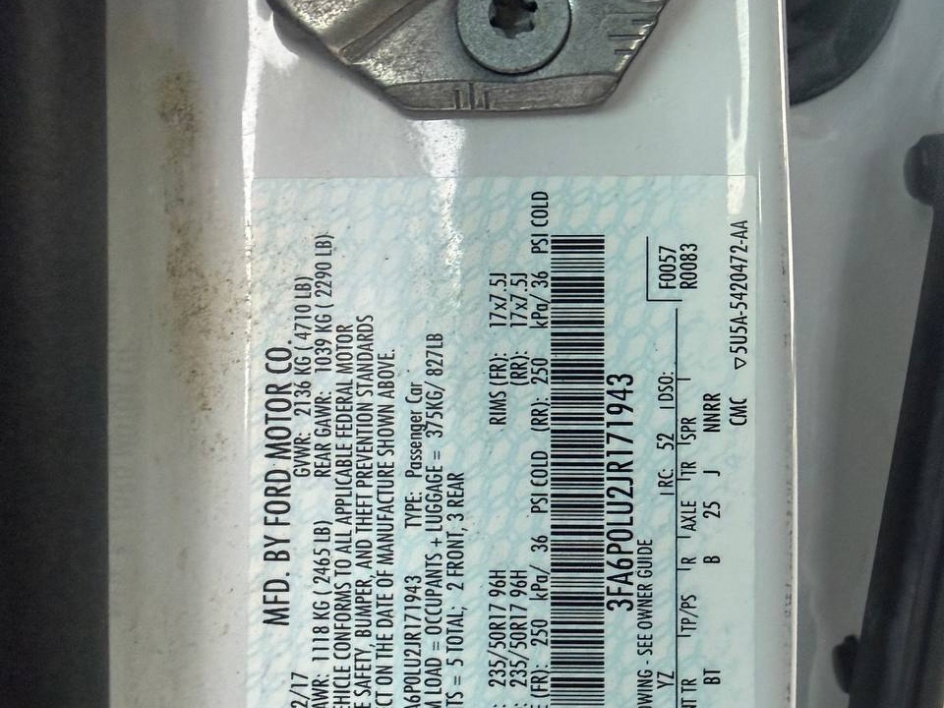 MFD. BY FORD MOTOR CO.
2/17 GVWR: 2136 KG ( 4710 LB)
AWR: 1118 KG ( 2465 LB) REAR GAWR: 1039 KG ( 2290 LB)
EHICLE CONFORMS TO ALL APPLICABLE FEDERAL MOTOR
E SAFETY, BUMPER, AND THEFT PREVENTION STANDARDS
ECT ON THE DATE OF MANUFACTURE SHOWN ABOVE.
A6P0LU2JR171943 TYPE: Passenger Car
M LOAD = OCCUPANTS + LUGGAGE = 375KG/ 827LB
TS = 5 TOTAL; 2 FRONT, 3 REAR
: 235/50R17 96H RIMS (FR): 17x7.5J
: 235/50R17 96H (RR): 17x7.5J
E (FR): 250 kPa/ 36 PSI COLD (RR): 250 kPa/ 36 PSI COLD
3FA6P0LU2JR171943
OWING - SEE OWNER GUIDE F0057
YZ RC: 52 DSO: R0083
NT TR TP/PS R AXLE TR SPR
BT B 25 J NNRR
CMC ▽5U5A-5420472-AA